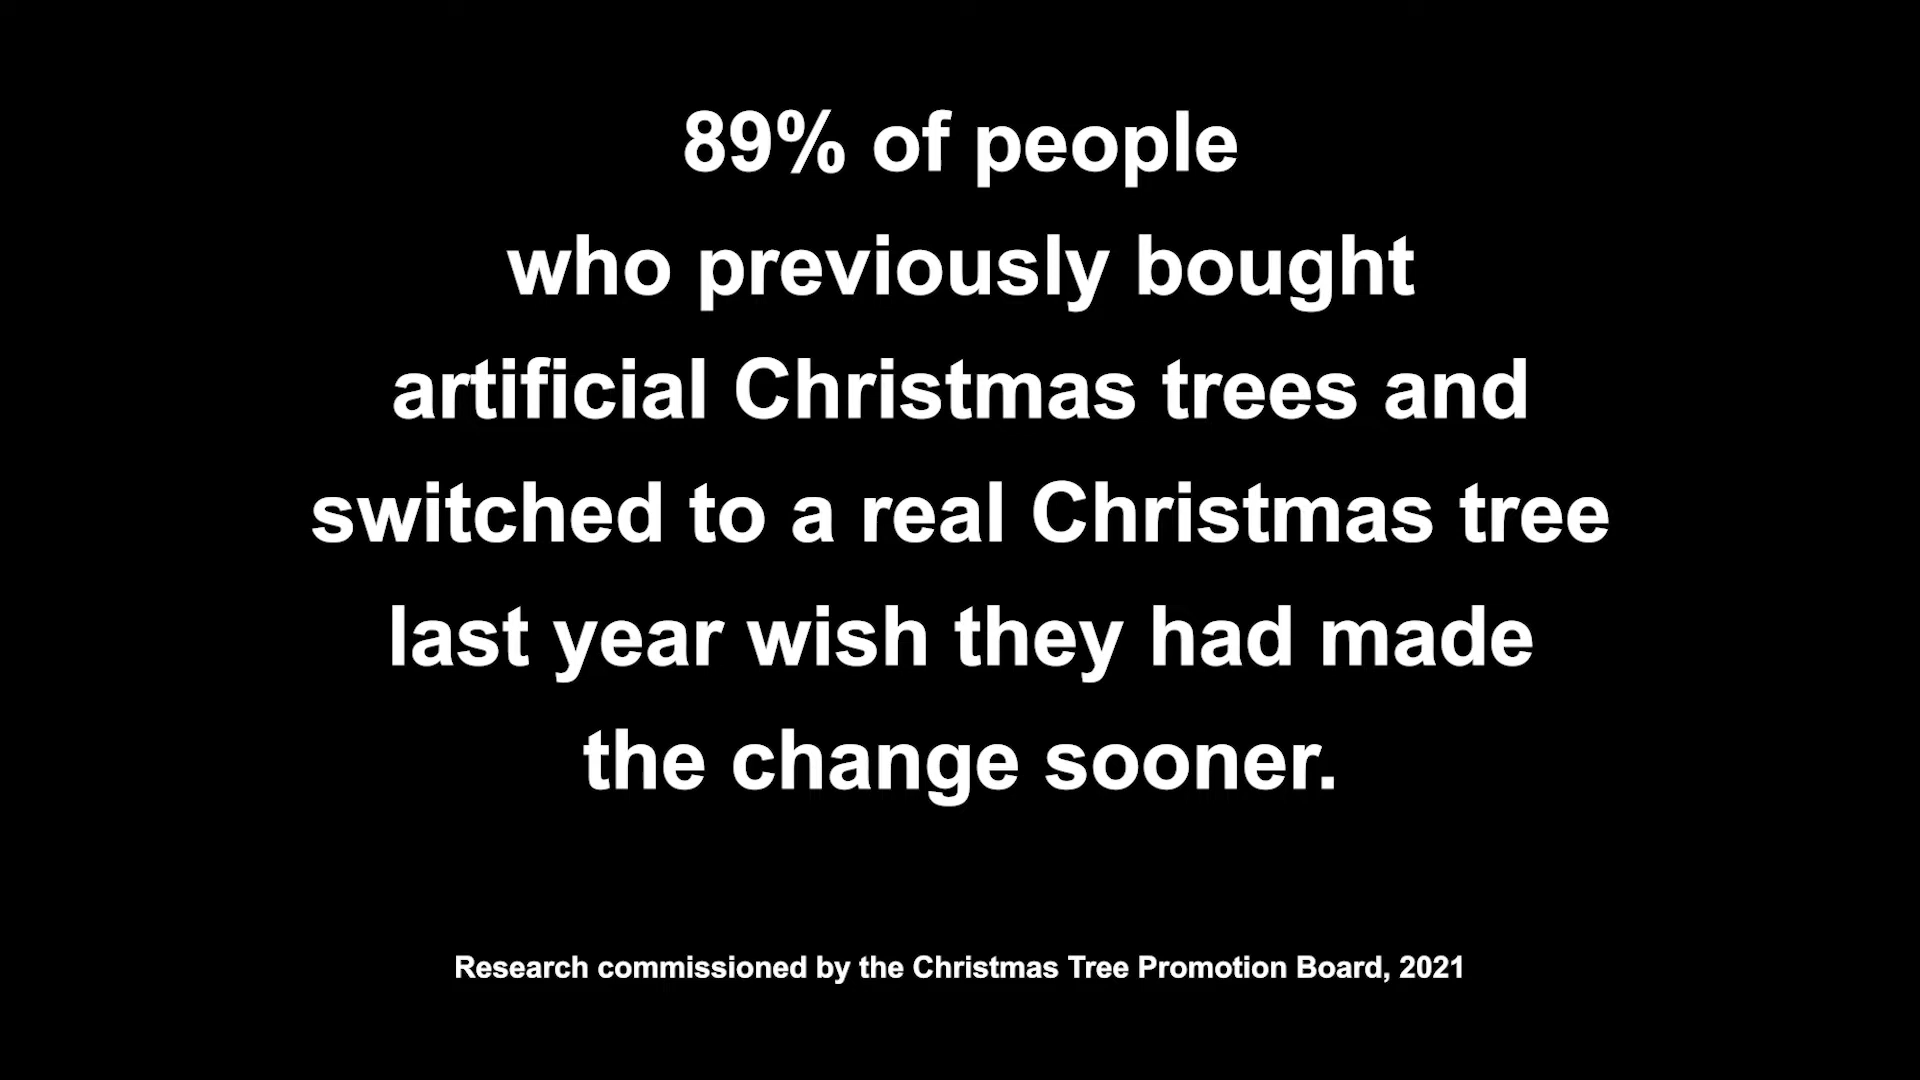 89% of people
who previously bought
artificial Christmas trees and
switched to a real Christmas tree
last year wish they had made
the change sooner.
Research commissioned by the Christmas Tree Promotion Board, 2021